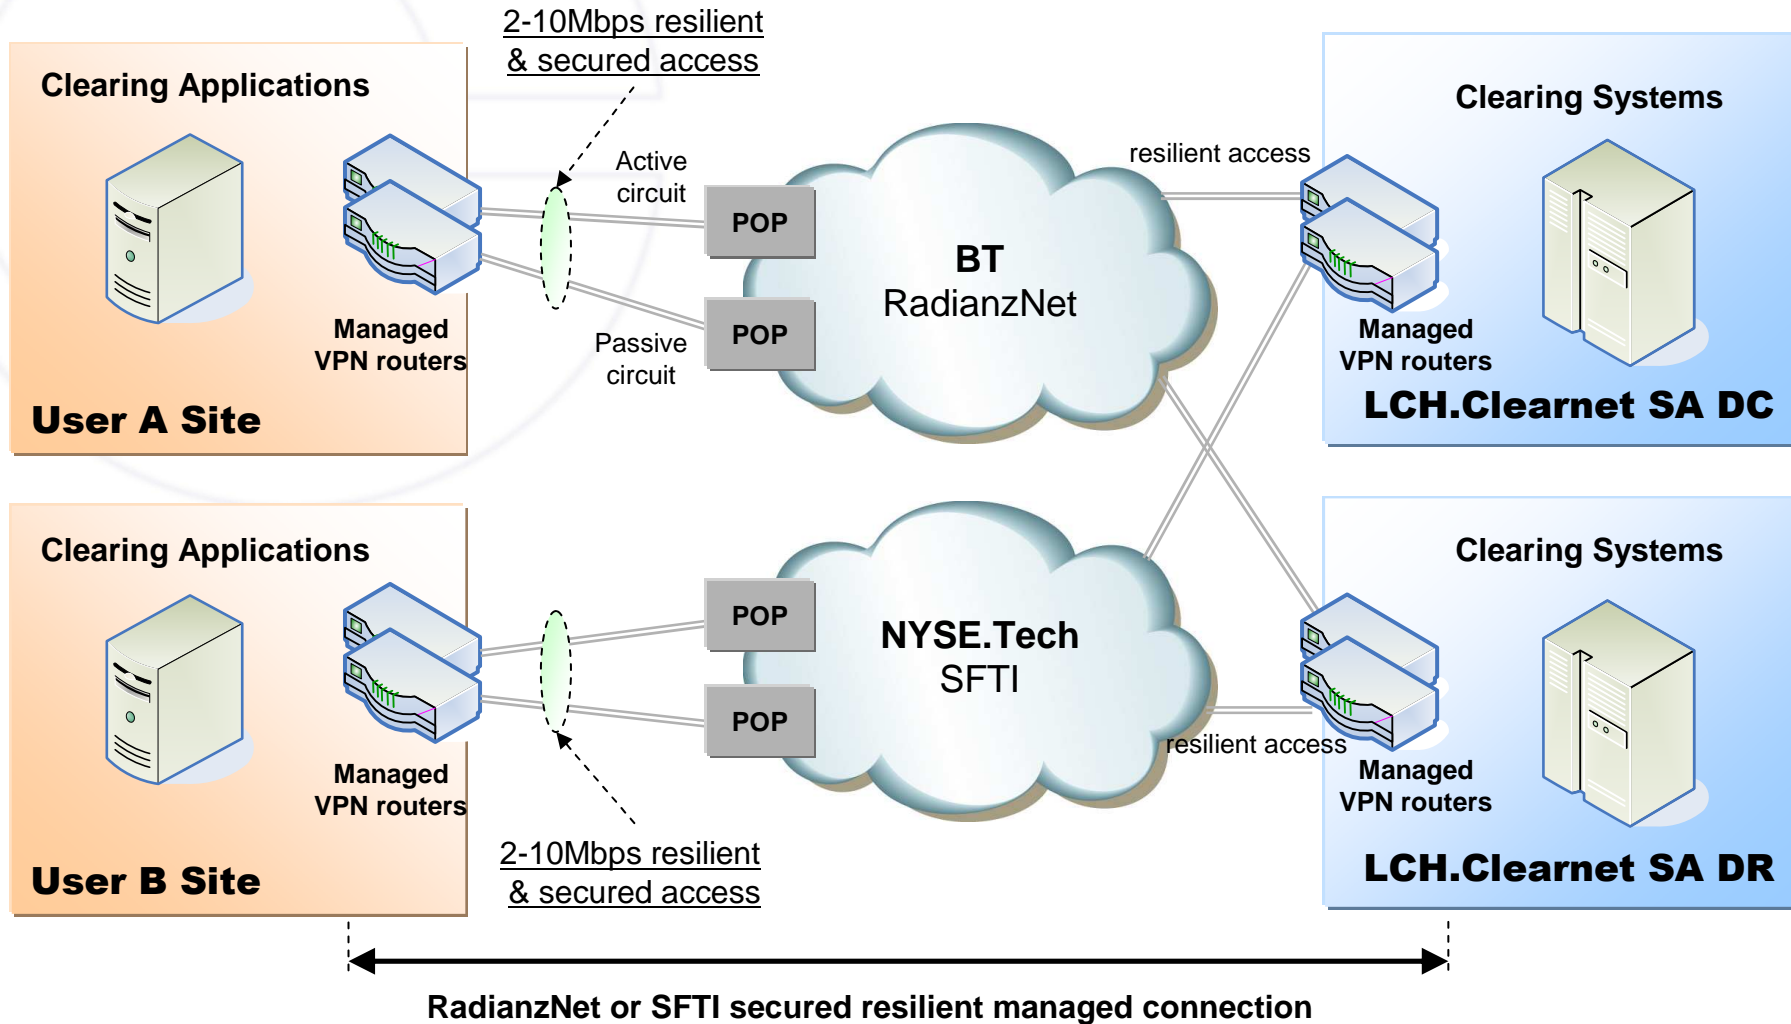 2-10Mbps resilient
& secured access
Clearing Applications
Managed
VPN routers
User A Site
Active
circuit
Passive
circuit
POP
POP
BT
RadianzNet
resilient access
Clearing Systems
Managed
VPN routers
LCH.Clearnet SA DC
Clearing Applications
Managed
VPN routers
User B Site
POP
POP
NYSE.Tech
SFTI
resilient access
Clearing Systems
Managed
VPN routers
LCH.Clearnet SA DR
2-10Mbps resilient
& secured access
RadianzNet or SFTI secured resilient managed connection